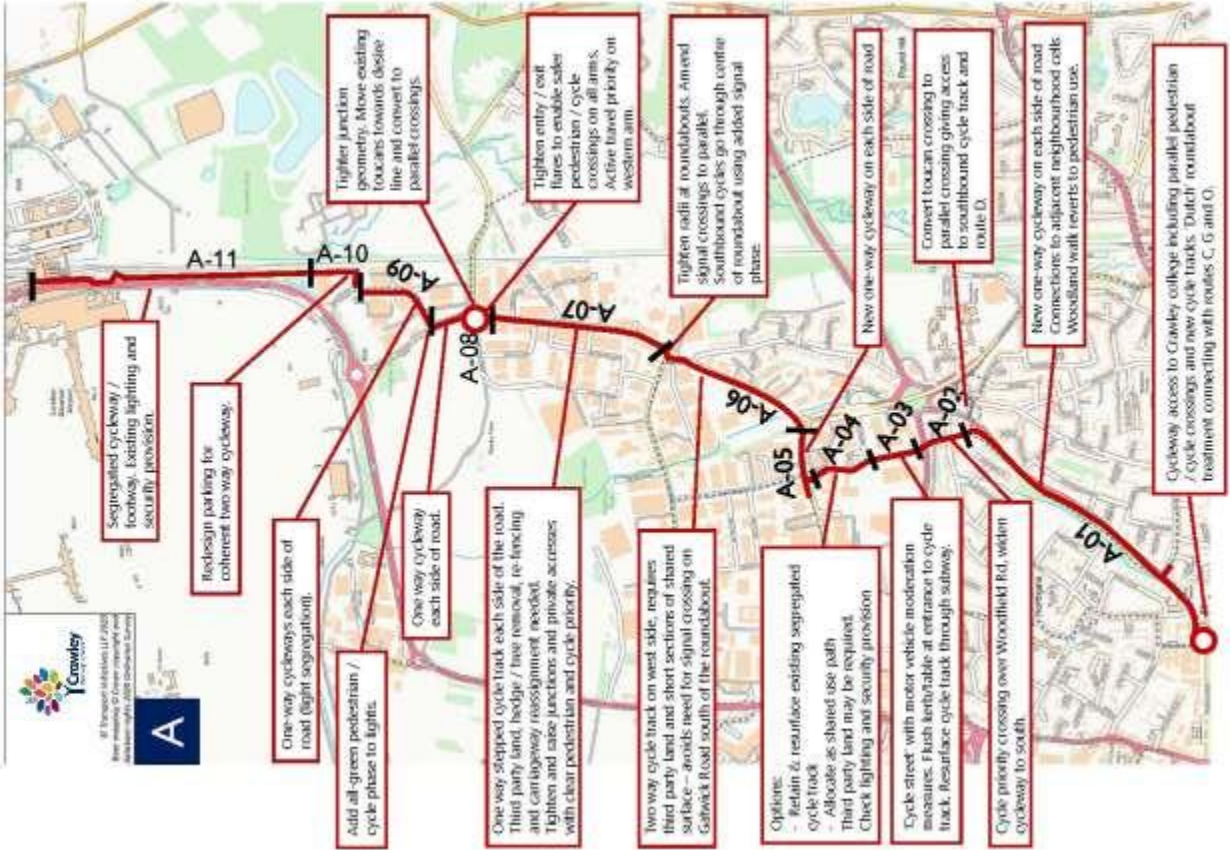 Crawley
A
Segregated cycleway /
footway. Existing lighting and
security provision.
Redesign parking for
coherent two way cycleway.
One-way cycleways each side of
road (light segregation).
Add all-green pedestrian /
cycle phase to lights.
One way cycleway
each side of road.
One way stepped cycle track each side of the road.
Third party land, hedge / tree removal, re-fencing
and carriageway reassignment needed.
Tighten and raise junctions and private accesses
with clear pedestrian and cycle priority.
Two way cycle track on west side, requires
third party land and short sections of shared
surface – avoids need for signal crossing on
Gatwick Road south of the roundabout.
Options:
- Retain & resurface existing segregated
cycle track
- Allocate as shared use path
Third party land may be required.
Check lighting and security provision
'Cycle street with motor vehicle moderation
measures. Flush kerb/table at entrance to cycle
track. Resurface cycle track through subway.
Cycle priority crossing over Woodfield Rd, widen
cycleway to south.
Tighter junction
geometry. Move existing
toucans towards desire
line and convert to
parallel crossings.
Tighten entry / exit
flares to enable safer
pedestrian / cycle
crossings on all arms.
Active travel priority on
western arm.
Tighten radii at roundabouts. Amend
signal crossings to parallel.
Southbound cycles go through centre
of roundabout using added signal
phase
New one-way cycleway on each side of road
Convert toucan crossing to
parallel crossing giving access
to southbound cycle track and
route D.
New one-way cycleway on each side of road
Connections to adjacent neighbourhood cells
Woodland walk reverts to pedestrian use.
Cycleway access to Crawley college including parallel pedestrian
/ cycle crossings and new cycle tracks. 'Dutch' roundabout
treatment connecting with routes C, G and O.
A-11
A-10
A-09
A-08
A-07
A-06
A-05
A-04
A-03
A-02
A-01